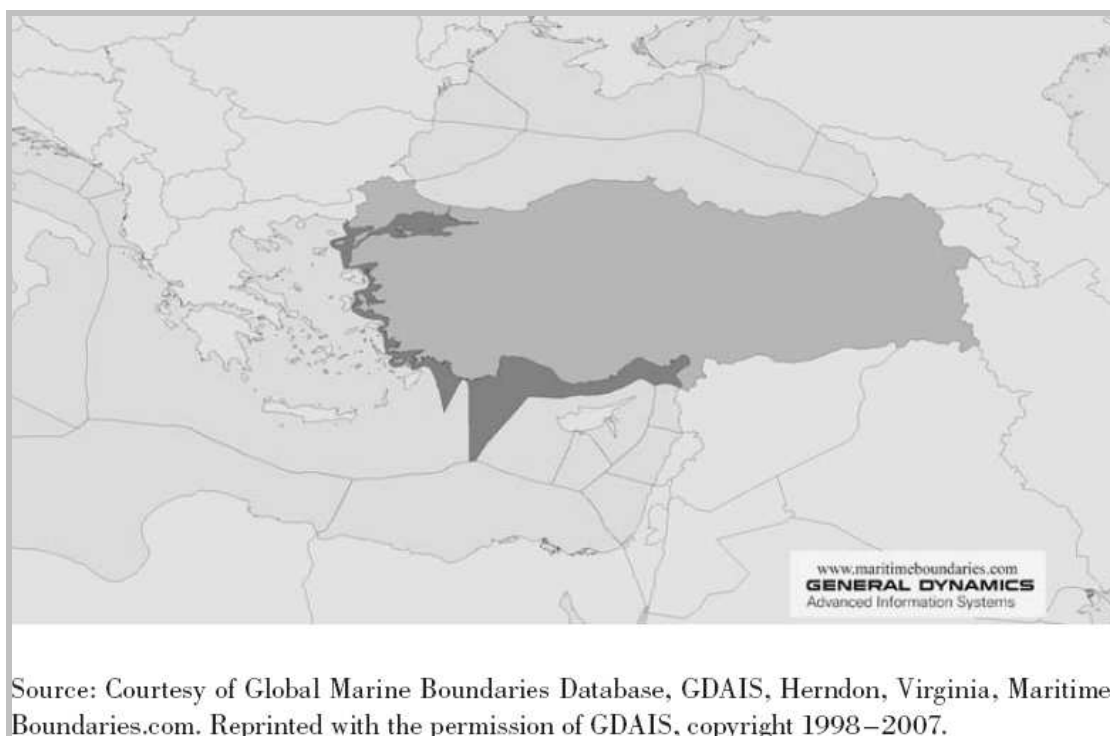 www.maritimeboundaries.com
GENERAL DYNAMICS
Advanced Information Systems
Source: Courtesy of Global Marine Boundaries Database, GDAIS, Herndon, Virginia, Maritime
Boundaries.com. Reprinted with the permission of GDAIS, copyright 1998–2007.